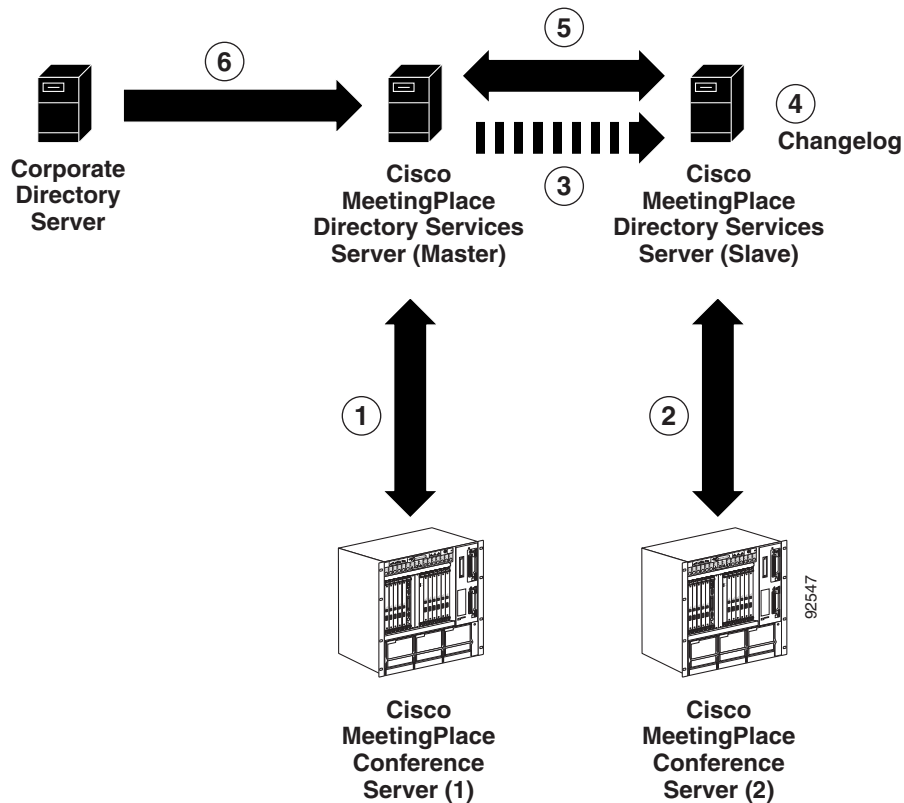 5
6
4
Changelog
3
Corporate
Directory
Server
Cisco
MeetingPlace
Directory Services
Server (Master)
Cisco
MeetingPlace
Directory Services
Server (Slave)
1
2
92547
Cisco
MeetingPlace
Conference
Server (1)
Cisco
MeetingPlace
Conference
Server (2)